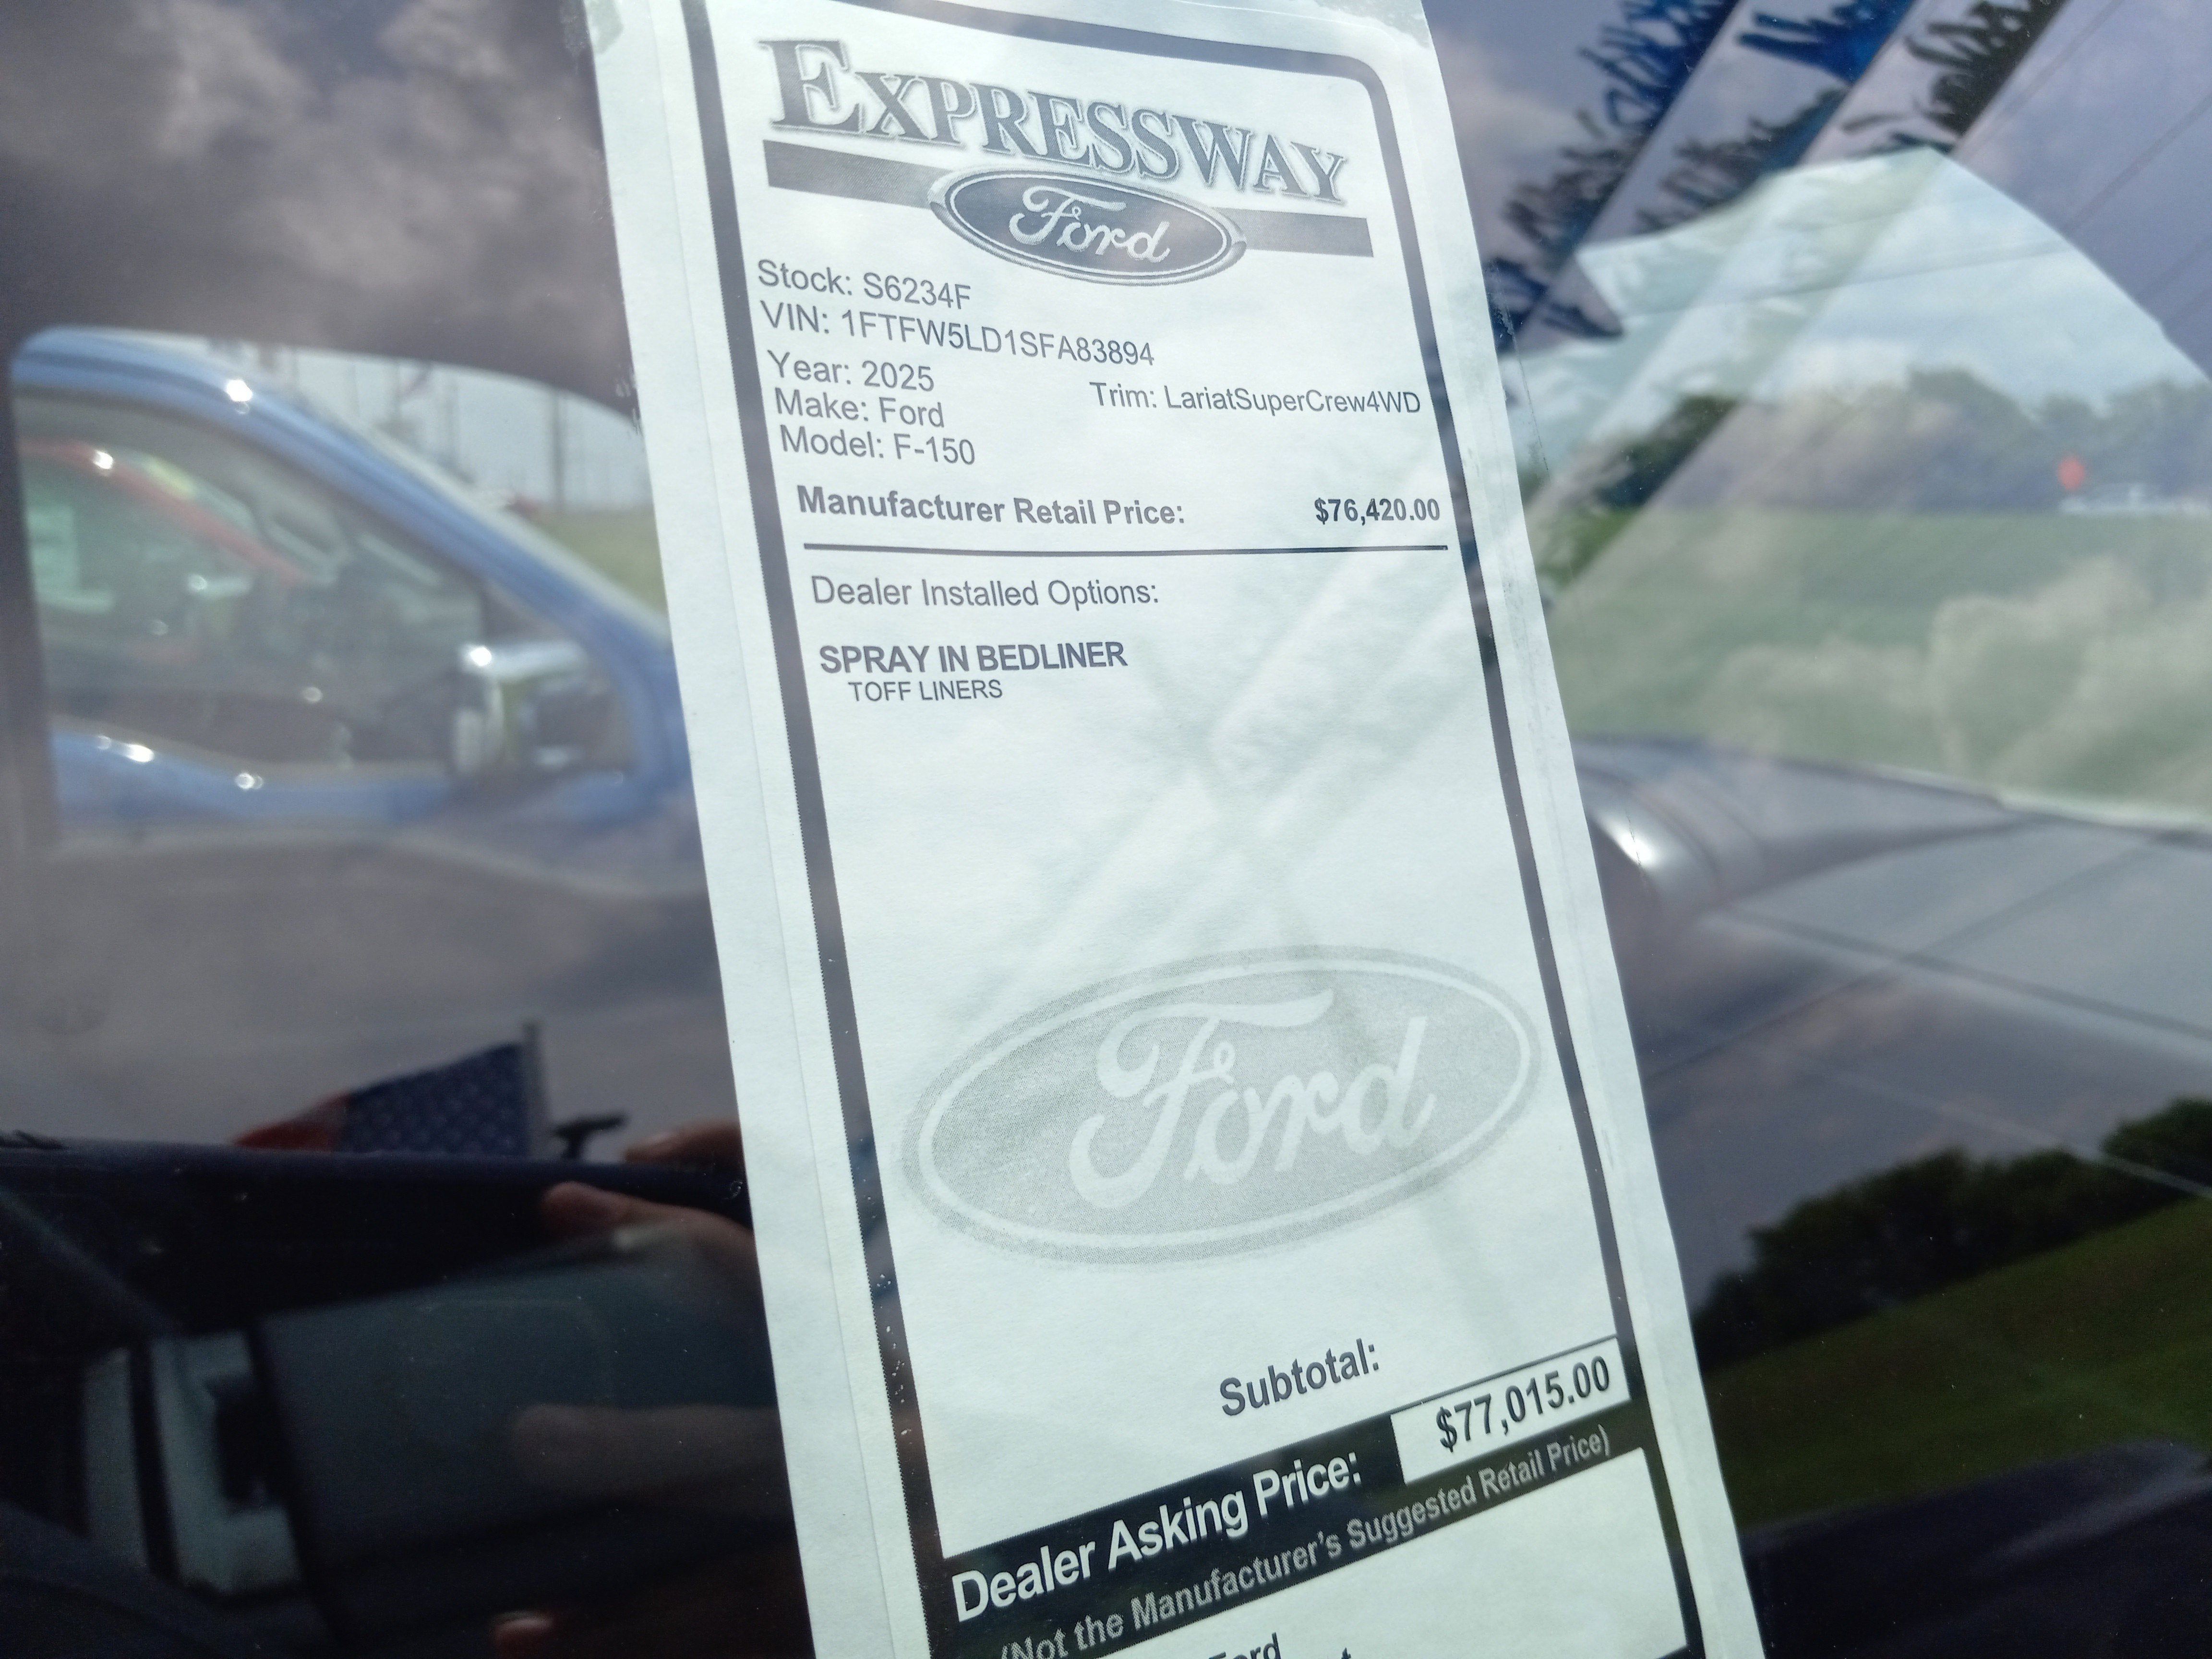 EXPRESSWAY
Ford
Stock: S6234F
VIN: 1FTFW5LD1SFA83894
Year: 2025
Make: Ford
Trim: LariatSuperCrew4WD
Model: F-150
Manufacturer Retail Price: $76,420.00
Dealer Installed Options:
SPRAY IN BEDLINER
TOFF LINERS
Ford
Subtotal:
Dealer Asking Price: $77,015.00
(Not the Manufacturer's Suggested Retail Price)
Ford